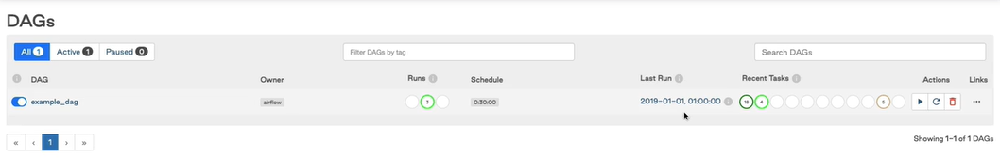 DAGs
All 1 Active 1 Paused 0 Filter DAGs by tag Search DAGs
DAG Owner Runs Schedule Last Run Recent Tasks Actions Links
example_dag airflow 3 0:30:00 2019-01-01, 01:00:00 18 4 5 ...
« ‹ 1 › » Showing 1-1 of 1 DAGs